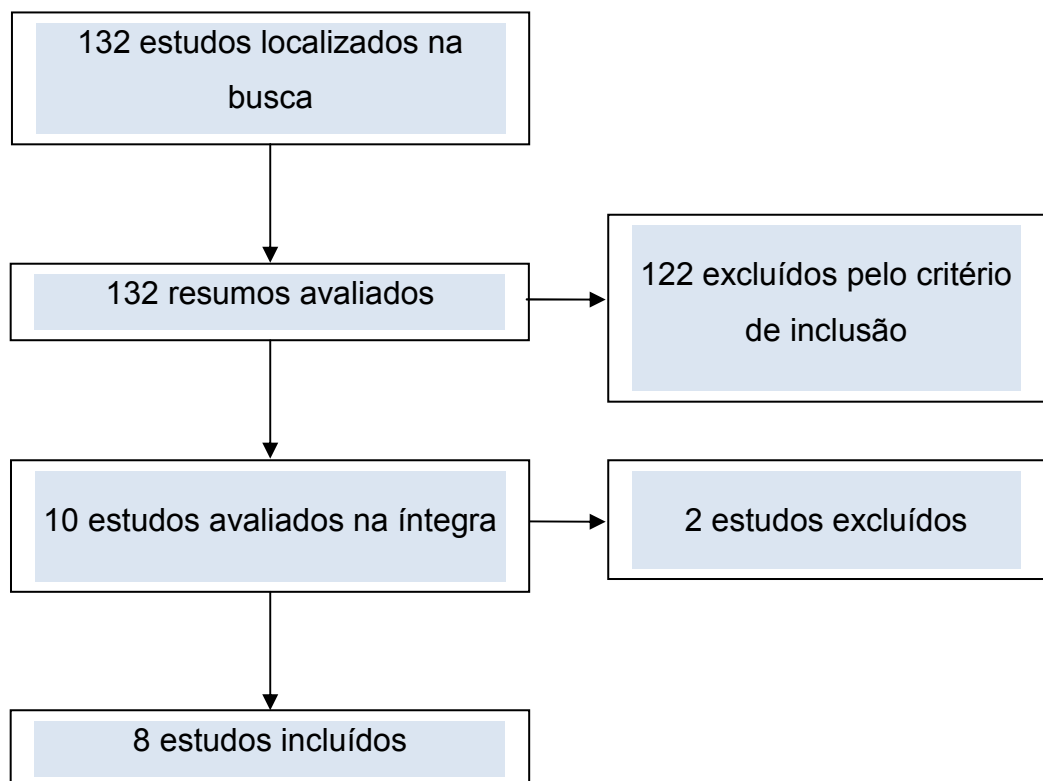 132 estudos localizados na
busca
132 resumos avaliados
122 excluídos pelo critério
de inclusão
10 estudos avaliados na íntegra
2 estudos excluídos
8 estudos incluídos